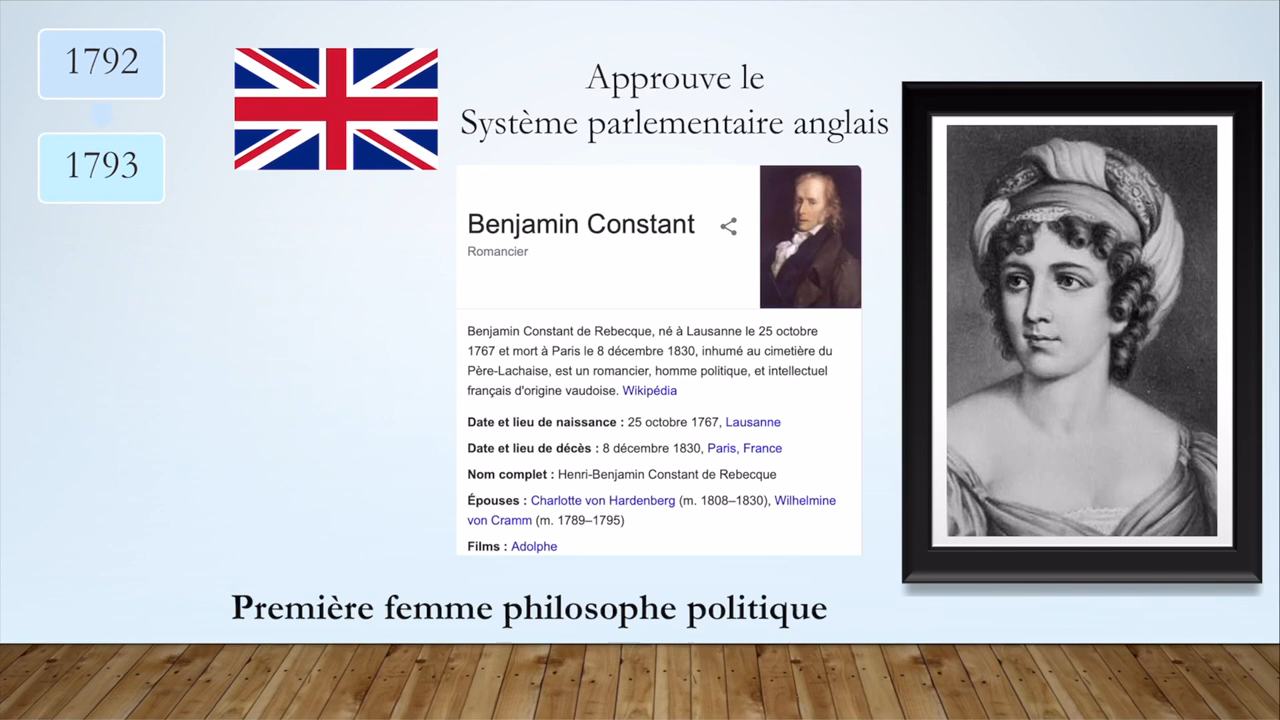 1792
1793
Approuve le
Système parlementaire anglais
Benjamin Constant
Romancier
Benjamin Constant de Rebecque, né à Lausanne le 25 octobre
1767 et mort à Paris le 8 décembre 1830, inhumé au cimetière du
Père-Lachaise, est un romancier, homme politique, et intellectuel
français d'origine vaudoise. Wikipédia
Date et lieu de naissance : 25 octobre 1767, Lausanne
Date et lieu de décès : 8 décembre 1830, Paris, France
Nom complet : Henri-Benjamin Constant de Rebecque
Épouses : Charlotte von Hardenberg (m. 1808–1830), Wilhelmine
von Cramm (m. 1789–1795)
Films : Adolphe
Première femme philosophe politique